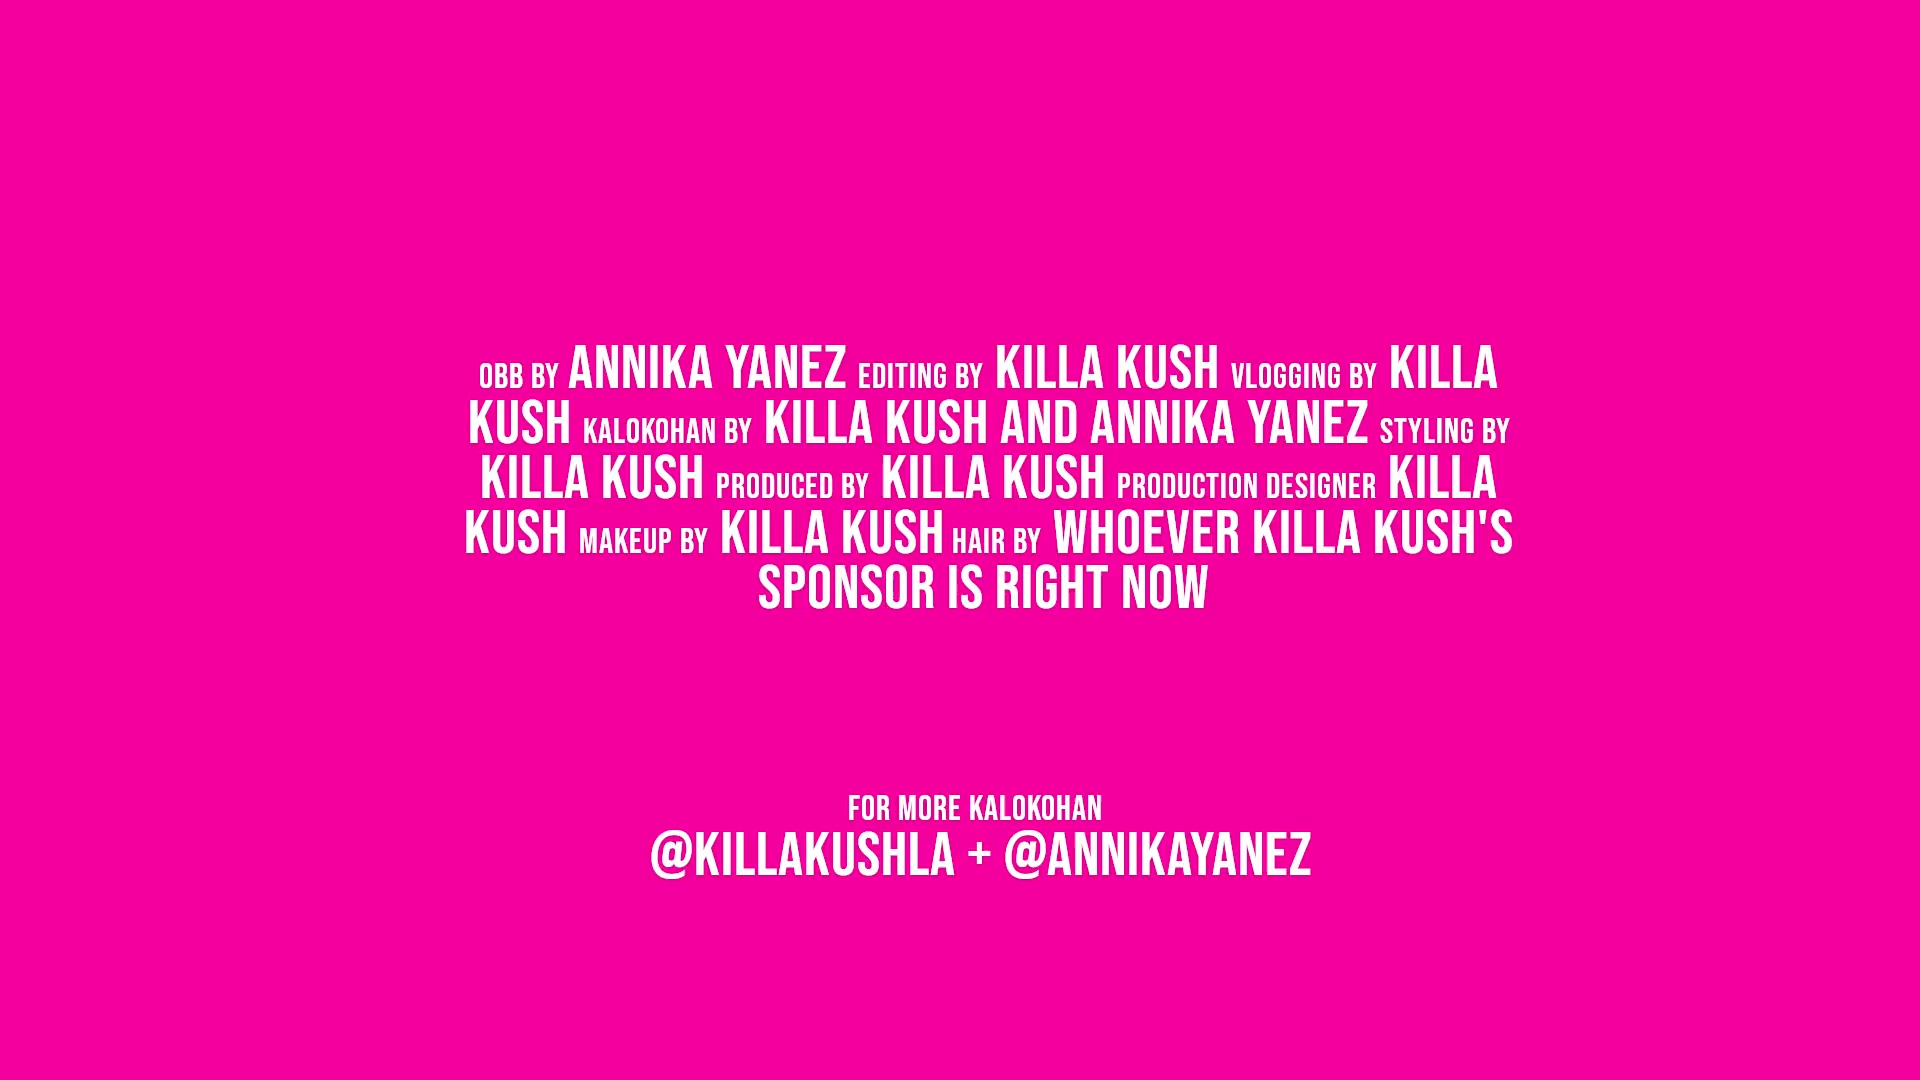 OBB BY ANNIKA YANEZ EDITING BY KILLA KUSH VLOGGING BY KILLA
KUSH KALOKOHAN BY KILLA KUSH AND ANNIKA YANEZ STYLING BY
KILLA KUSH PRODUCED BY KILLA KUSH PRODUCTION DESIGNER KILLA
KUSH MAKEUP BY KILLA KUSH HAIR BY WHOEVER KILLA KUSH'S
SPONSOR IS RIGHT NOW
FOR MORE KALOKOHAN
@KILLAKUSHLA + @ANNIKAYANEZ